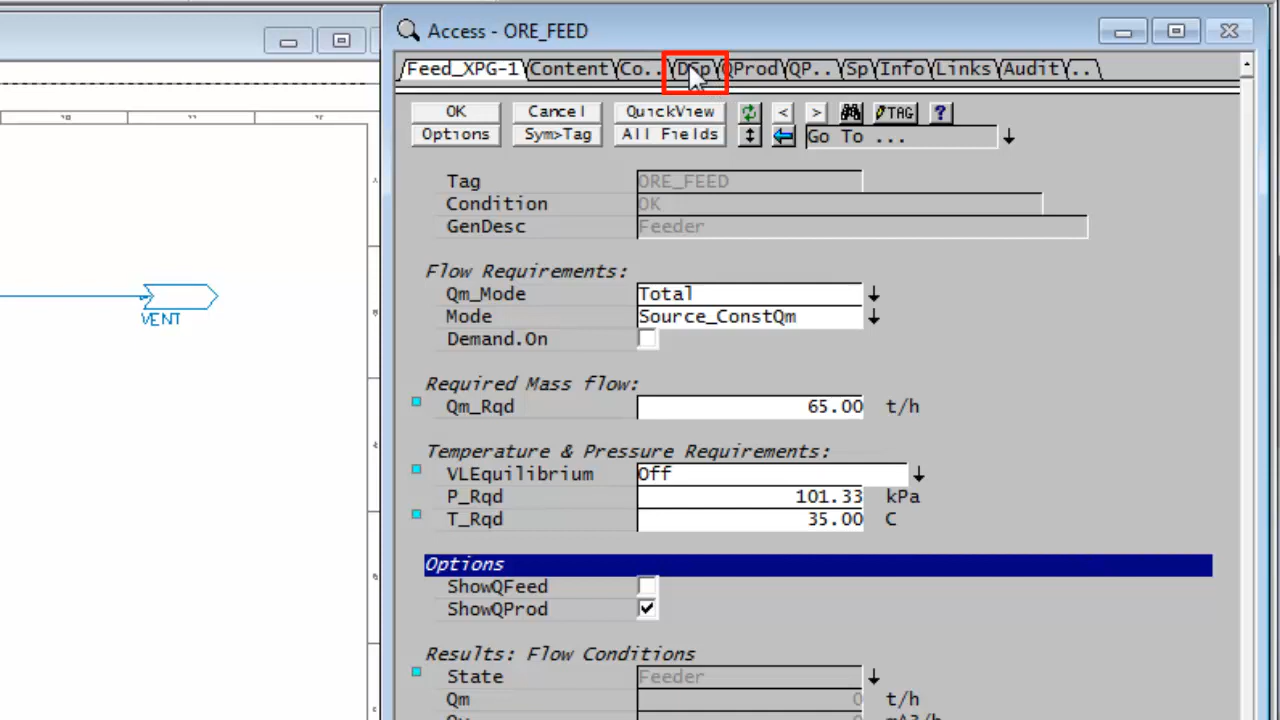 Access - ORE_FEED
Feed_XPG-1 Content Co.. DSp QProd QP.. Sp Info Links Audit ..
OK Cancel QuickView < > TAG ?
Options Sym>Tag All Fields Go To ...
Tag ORE_FEED
Condition OK
GenDesc Feeder
Flow Requirements:
Qm_Mode Total
Mode Source_ConstQm
Demand.On
Required Mass flow:
Qm_Rqd 65.00 t/h
Temperature & Pressure Requirements:
VLEquilibrium Off
P_Rqd 101.33 kPa
T_Rqd 35.00 C
Options
ShowQFeed
ShowQProd
Results: Flow Conditions
State Feeder
Qm 0 t/h
VENT